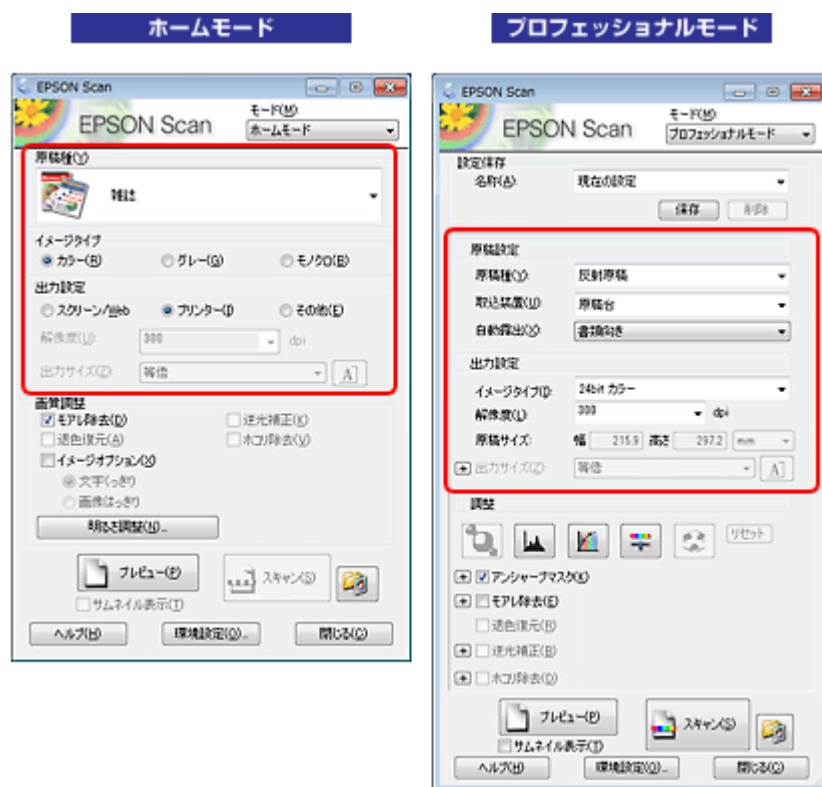 ホームモード
EPSON Scan
EPSON Scan
モード(M)
ホームモード
原稿種(Y)
雑誌
イメージタイプ
カラー(R) グレー(G) モノクロ(B)
出力設定
スクリーン/Web プリンター(I) その他(E)
解像度(U): 300 dpi
出力サイズ(Z): 等倍
画質調整
モアレ除去(D) 逆光補正(K)
退色復元(A) ホコリ除去(V)
イメージオプション(X)
文字くっきり
画像はっきり
明るさ調整(N)...
プレビュー(P) スキャン(S)
サムネイル表示(T)
ヘルプ(H) 環境設定(O)... 閉じる(C)
プロフェッショナルモード
EPSON Scan
EPSON Scan
モード(M)
プロフェッショナルモード
設定保存
名称(A): 現在の設定
保存 削除
原稿設定
原稿種(Y): 反射原稿
取込装置(U): 原稿台
自動露出(X): 書類向き
出力設定
イメージタイプ(I): 24bit カラー
解像度(L): 300 dpi
原稿サイズ: 幅 215.9 高さ 297.2 mm
出力サイズ(Z): 等倍
調整
リセット
アンシャープマスク(K)
モアレ除去(E)
退色復元(R)
逆光補正(B)
ホコリ除去(D)
プレビュー(P) スキャン(S)
サムネイル表示(T)
ヘルプ(H) 環境設定(O)... 閉じる(C)